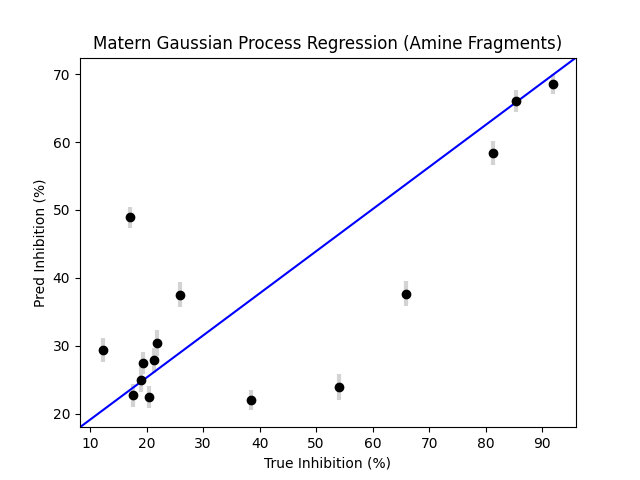 Matern Gaussian Process Regression (Amine Fragments)
70
60
50
40
30
20
Pred Inhibition (%)
10 20 30 40 50 60 70 80 90
True Inhibition (%)